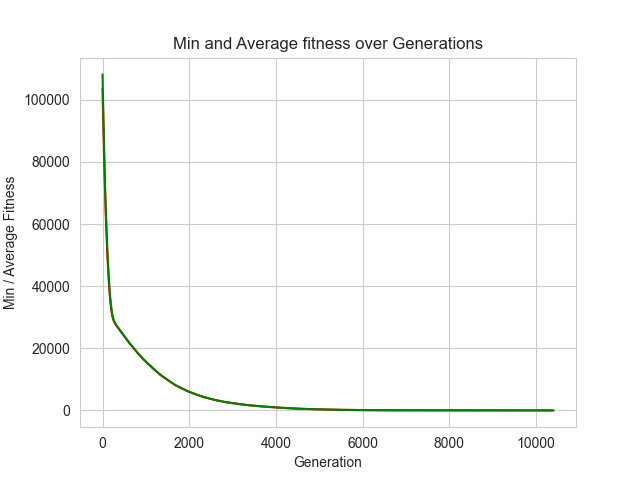 Min and Average fitness over Generations
100000
80000
60000
40000
20000
0
Min / Average Fitness
0 2000 4000 6000 8000 10000
Generation